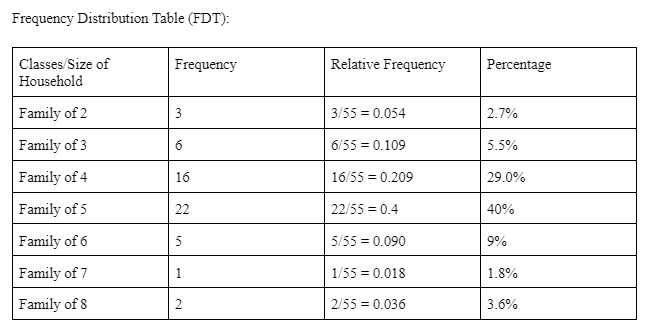 Frequency Distribution Table (FDT):
Classes/Size of Household Frequency Relative Frequency Percentage
Family of 2 3 3/55 = 0.054 2.7%
Family of 3 6 6/55 = 0.109 5.5%
Family of 4 16 16/55 = 0.209 29.0%
Family of 5 22 22/55 = 0.4 40%
Family of 6 5 5/55 = 0.090 9%
Family of 7 1 1/55 = 0.018 1.8%
Family of 8 2 2/55 = 0.036 3.6%